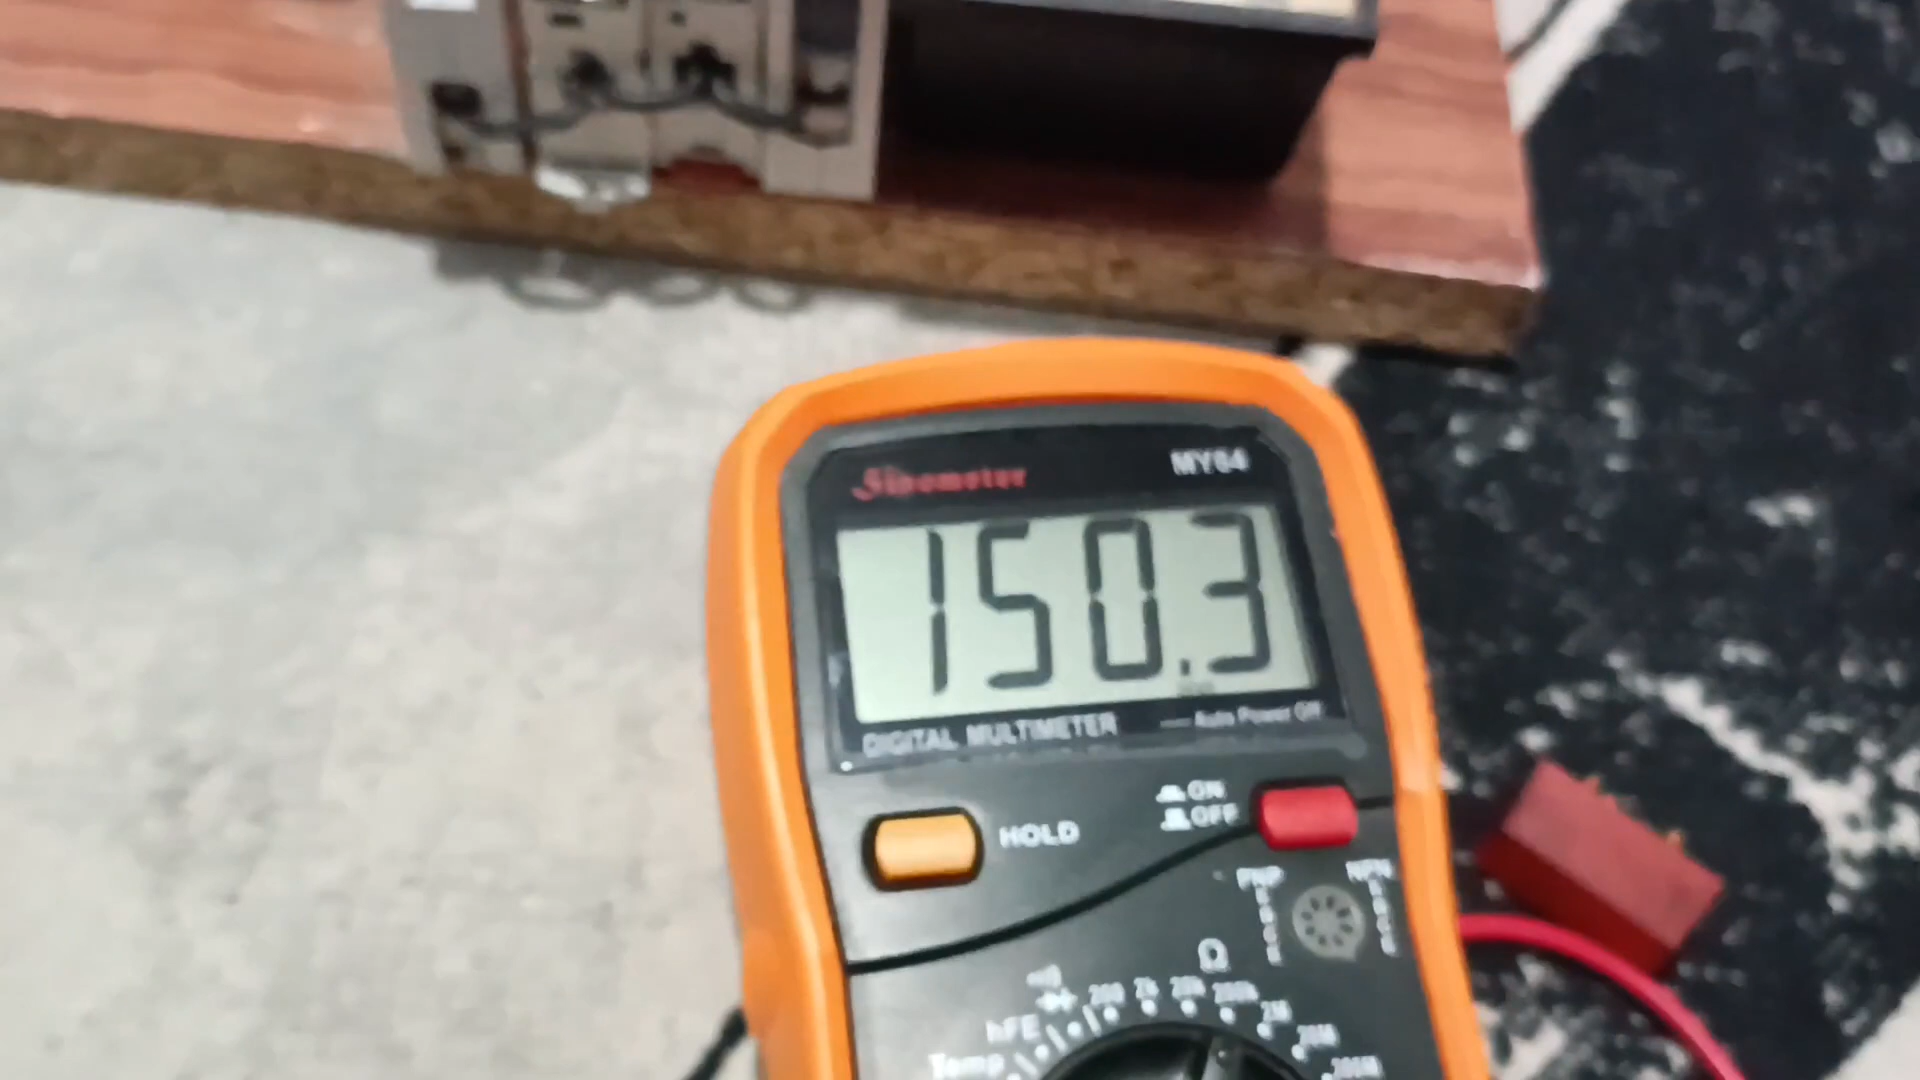 Sinometer MY64
150.3
DIGITAL MULTIMETER Auto Power Off
ON
HOLD OFF
PNP NPN
Ω
200 2k 20k 200k 2M 20M 200M
hFE
Temp